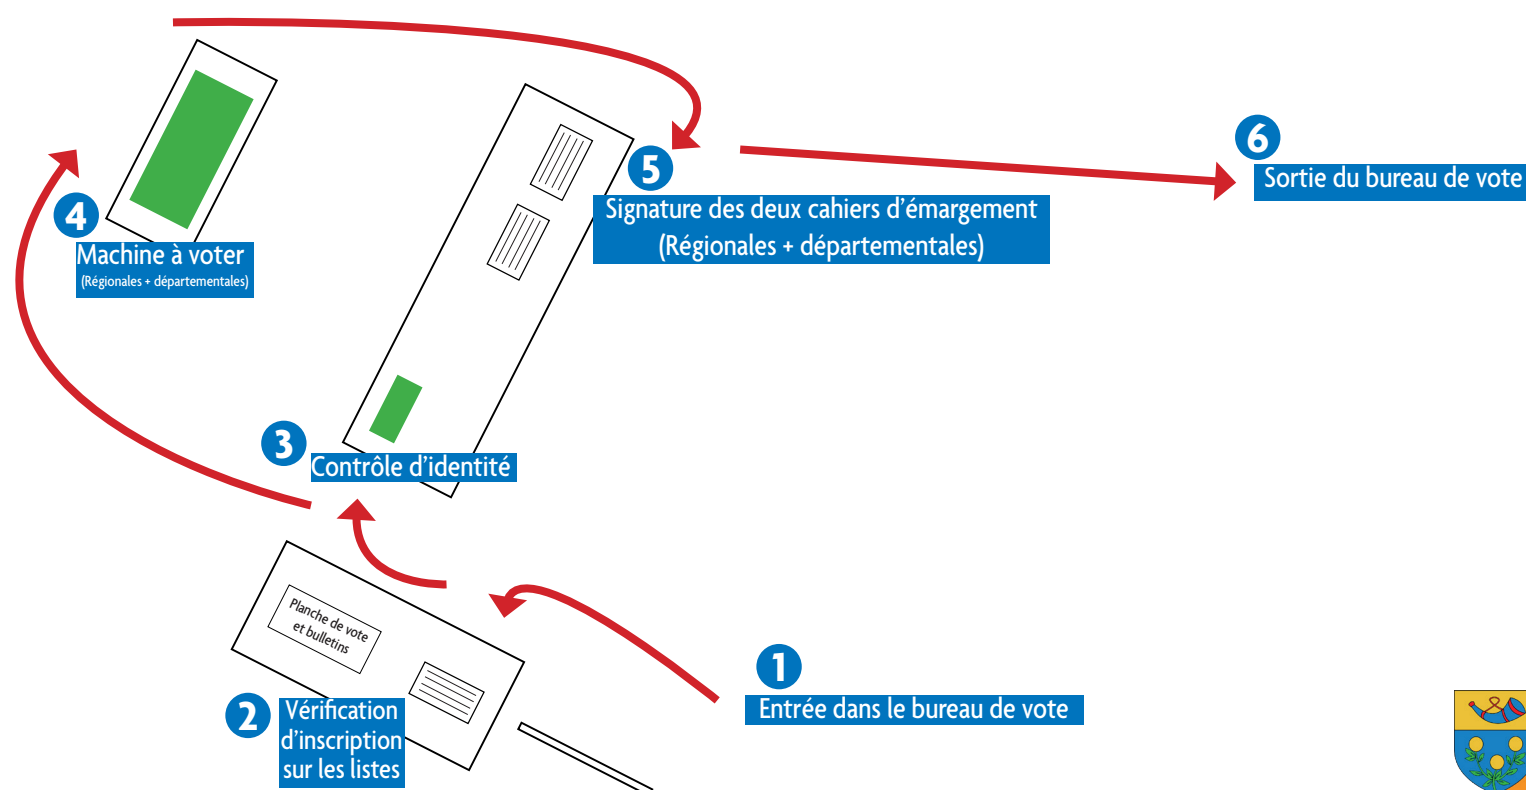 1
Entrée dans le bureau de vote
2
Vérification
d'inscription
sur les listes
Planche de vote
et bulletins
3
Contrôle d'identité
4
Machine à voter
(Régionales + départementales)
5
Signature des deux cahiers d'émargement
(Régionales + départementales)
6
Sortie du bureau de vote